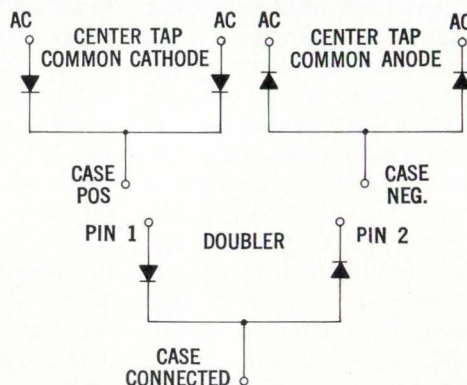 AC
CENTER TAP
COMMON CATHODE
AC
CASE
POS
AC
CENTER TAP
COMMON ANODE
AC
CASE
NEG.
PIN 1
DOUBLER
PIN 2
CASE
CONNECTED